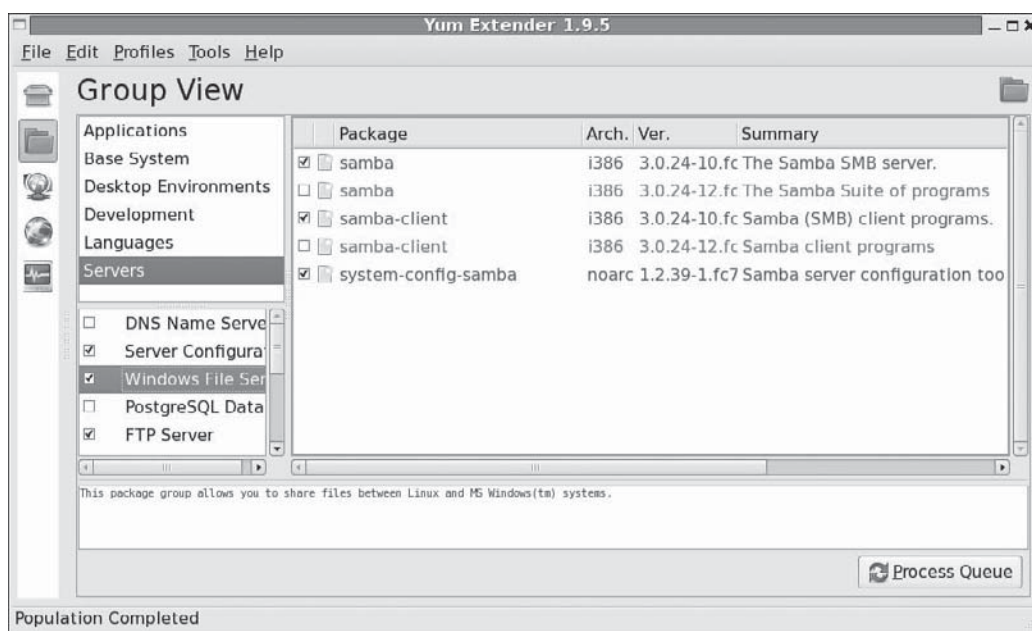 Yum Extender 1.9.5
File Edit Profiles Tools Help
Group View
Applications
Base System
Desktop Environments
Development
Languages
Servers
DNS Name Serve
Server Configura
Windows File Ser
PostgreSQL Data
FTP Server
Package Arch. Ver. Summary
samba i386 3.0.24-10.fc The Samba SMB server.
samba i386 3.0.24-12.fc The Samba Suite of programs
samba-client i386 3.0.24-10.fc Samba (SMB) client programs.
samba-client i386 3.0.24-12.fc Samba client programs
system-config-samba noarc 1.2.39-1.fc7 Samba server configuration too
This package group allows you to share files between Linux and MS Windows(tm) systems.
Process Queue
Population Completed